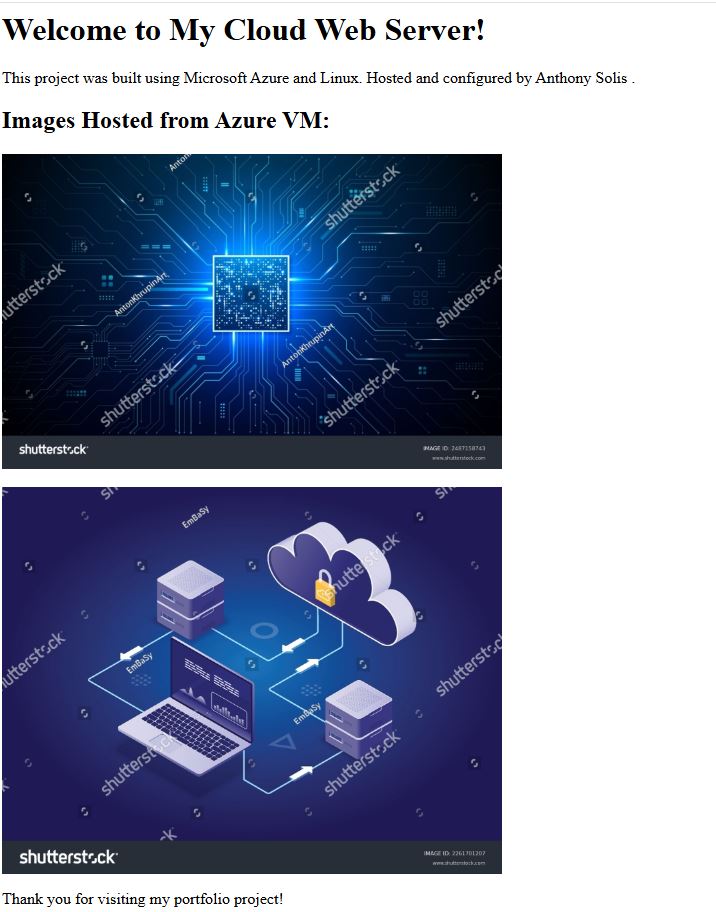 Welcome to My Cloud Web Server!
This project was built using Microsoft Azure and Linux. Hosted and configured by Anthony Solis .
Images Hosted from Azure VM:
Anton
shutterstock
AntonKhrupinArt
shutterstock
AntonKhrupinArt
shutterstock
shutterstock
shutterstock
shutterstock
IMAGE ID: 2487158743
www.shutterstock.com
EmBaSy
shutterstock
EmBaSy
shutterstock
shutterstock
EmBaSy
shutterstock
shutterstock
shutterstock
IMAGE ID: 2261701207
www.shutterstock.com
Thank you for visiting my portfolio project!